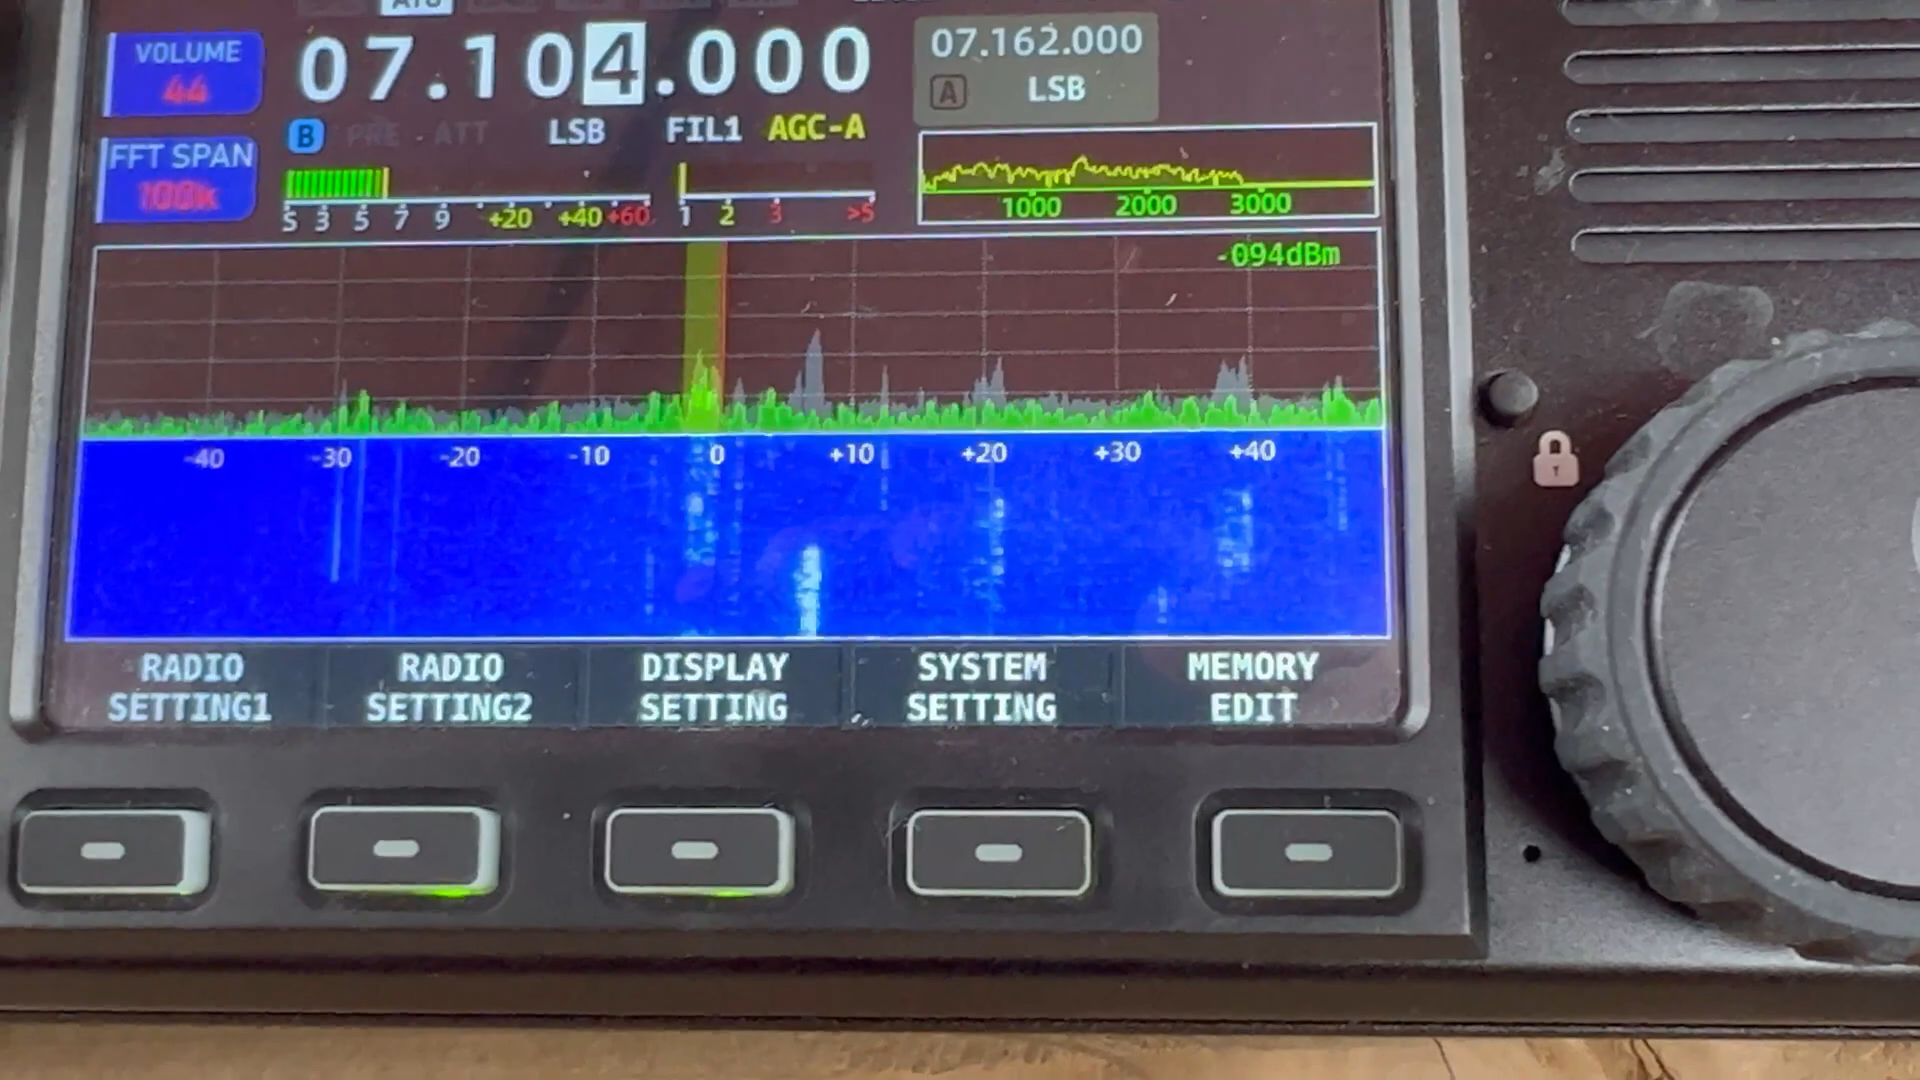 ATU
VOLUME
44
07.104.000
07.162.000
A LSB
B PRE - ATT LSB FIL1 AGC-A
FFT SPAN
100k
S 3 5 7 9 +20 +40 +60
1 2 3 >5
1000 2000 3000
-094dBm
-40 -30 -20 -10 0 +10 +20 +30 +40
RADIO SETTING1
RADIO SETTING2
DISPLAY SETTING
SYSTEM SETTING
MEMORY EDIT